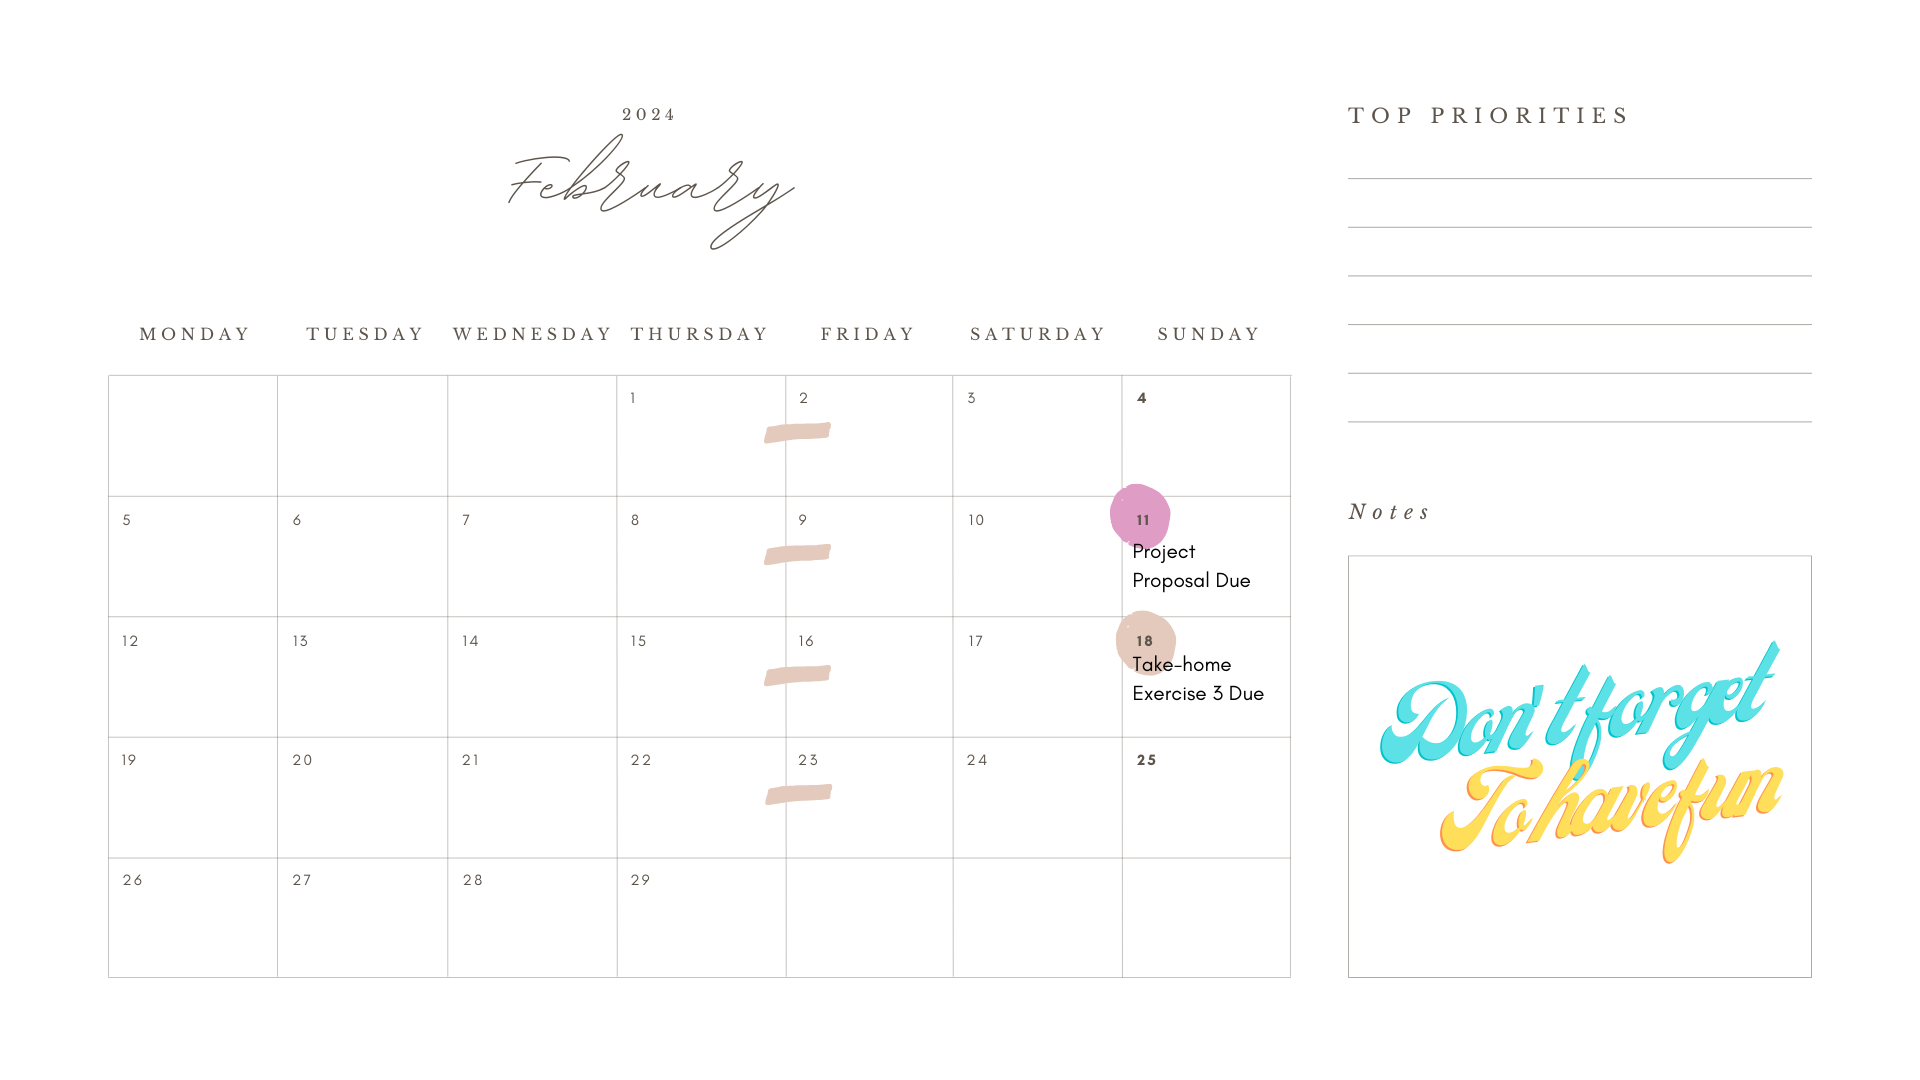 2024
February
TOP PRIORITIES
MONDAY TUESDAY WEDNESDAY THURSDAY FRIDAY SATURDAY SUNDAY
1 2 3 4
5 6 7 8 9 10 11
Project
Proposal Due
12 13 14 15 16 17 18
Take-home
Exercise 3 Due
19 20 21 22 23 24 25
26 27 28 29
Notes
Don't forget
To have fun